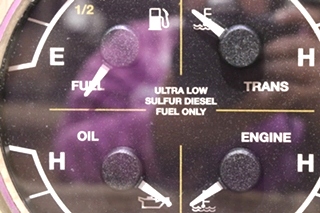 1/2
E
E
H
FUEL
TRANS
ULTRA LOW
SULFUR DIESEL
FUEL ONLY
OIL
ENGINE
H
H
E